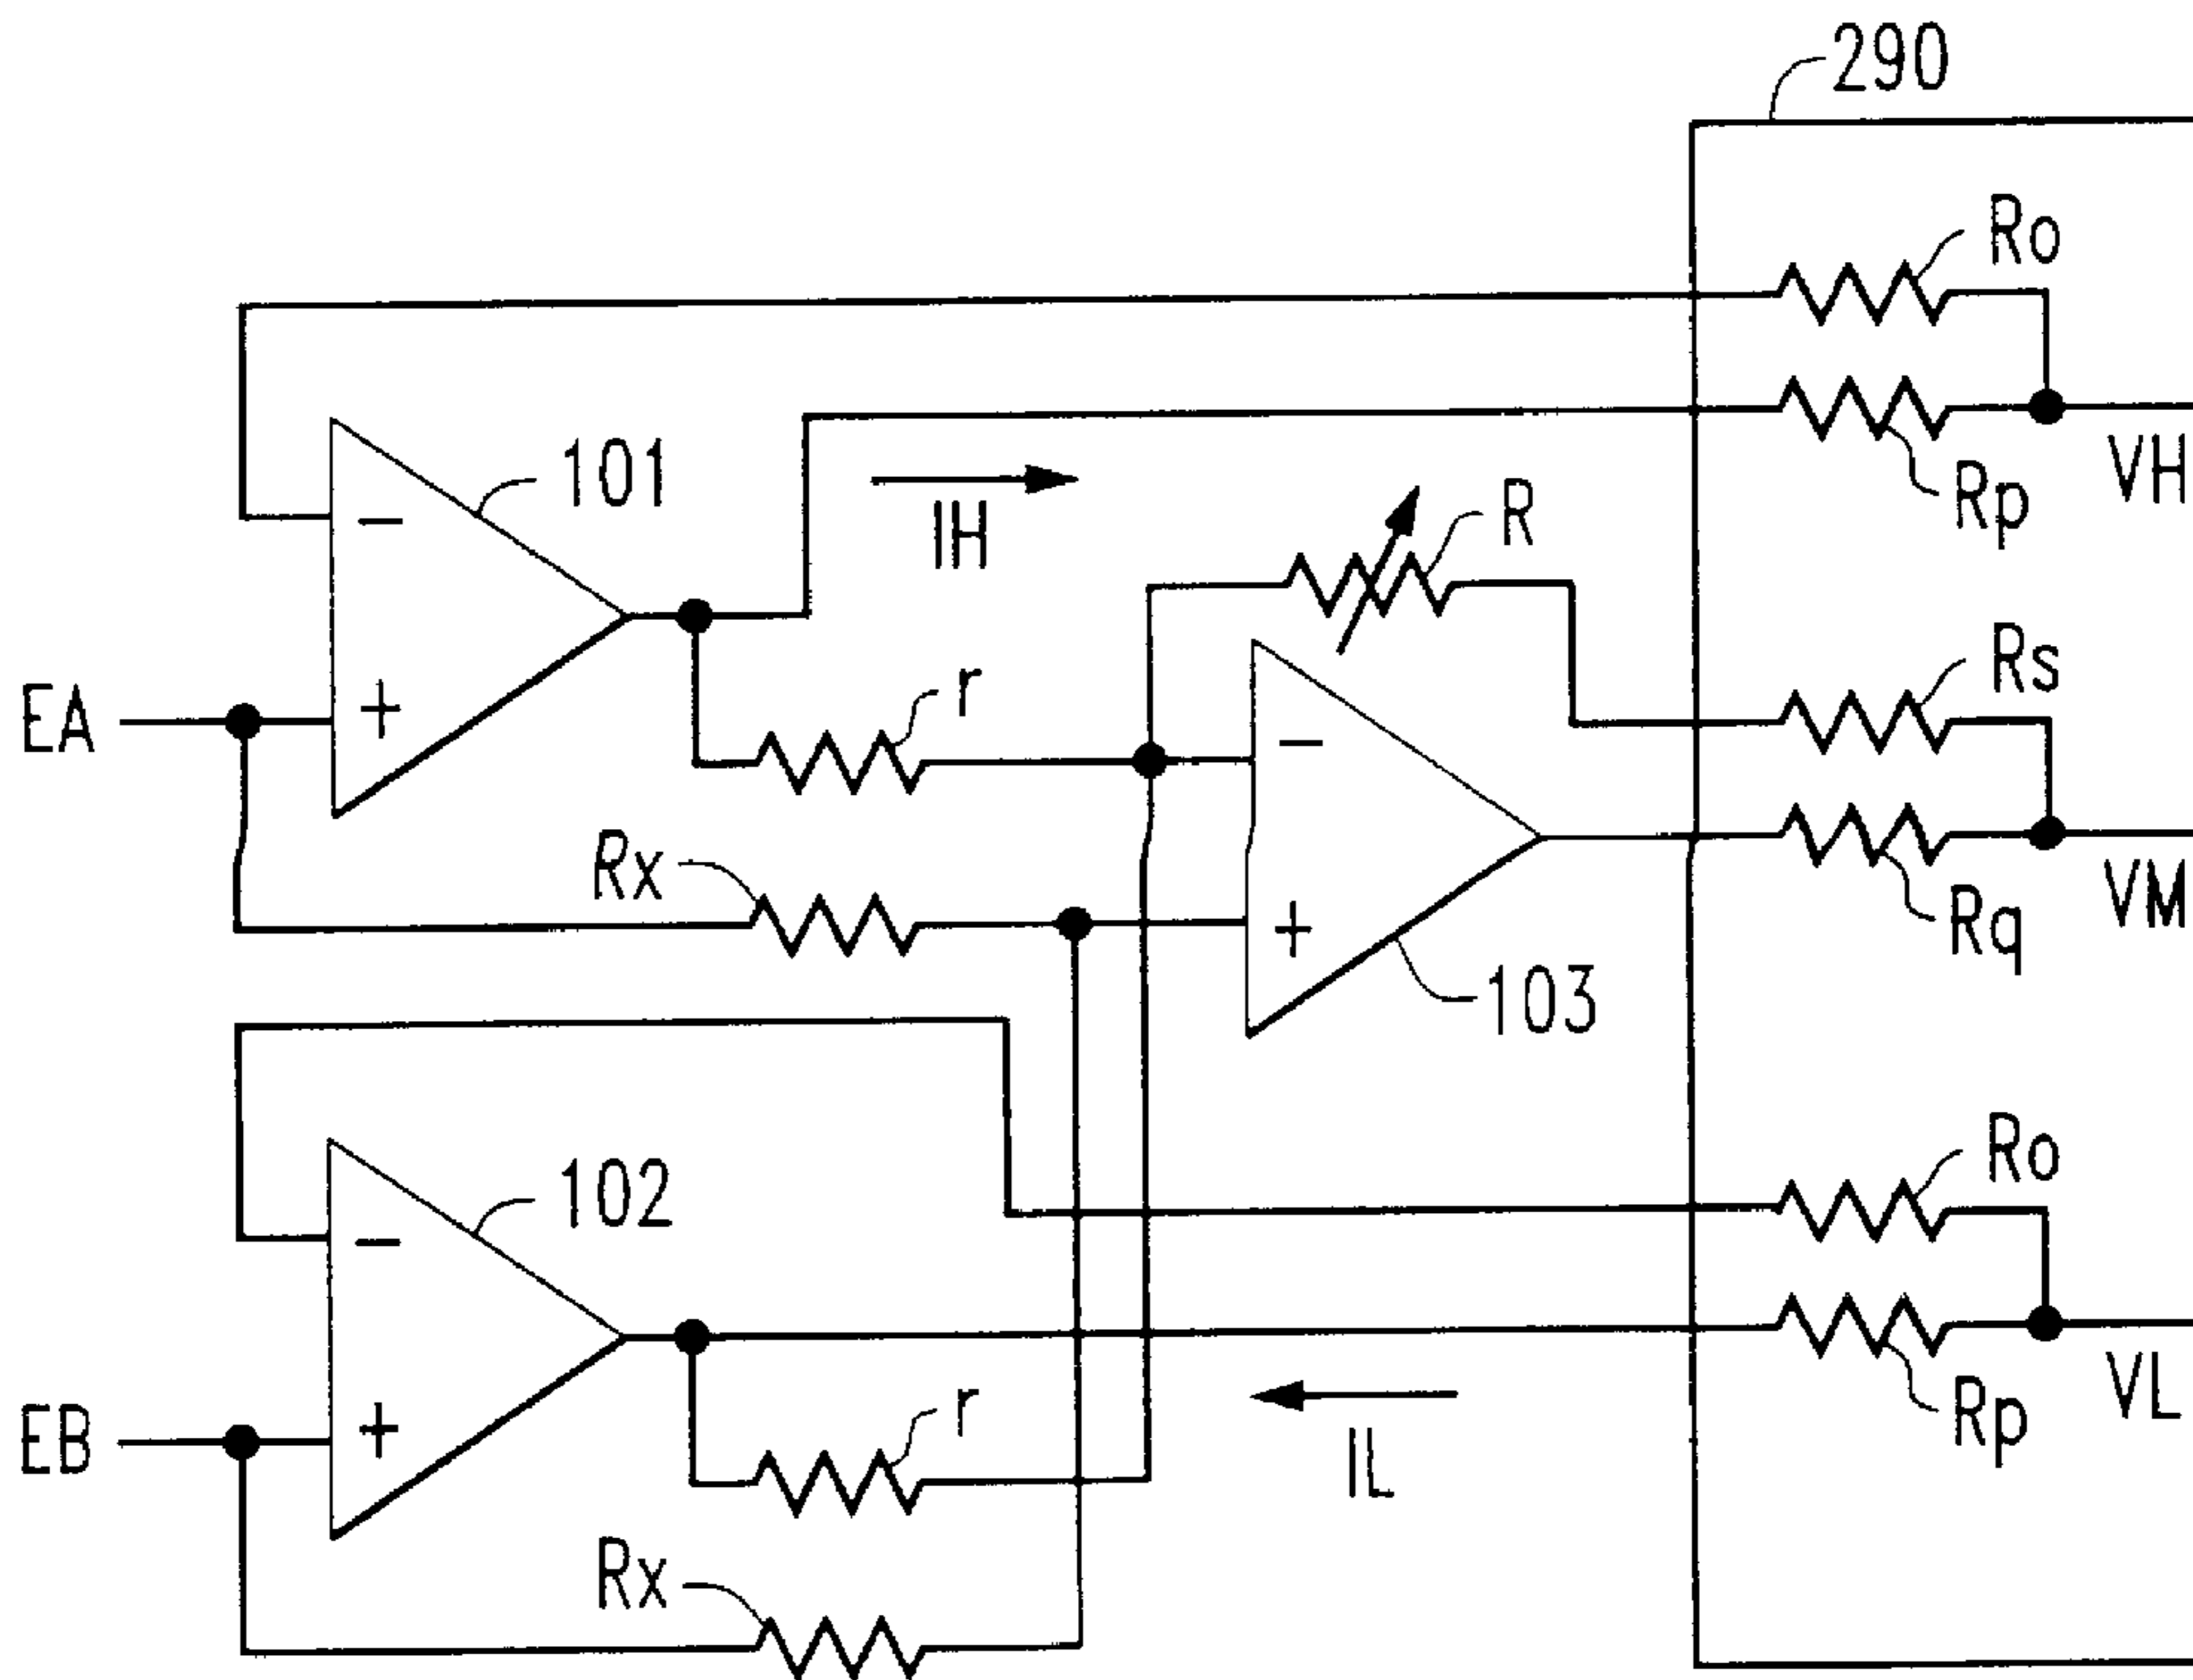 290
Ro
VH
Rp
101
IH
R
Rs
EA
+
-
r
-
Rx
+
VM
Rq
103
Ro
102
-
VL
Rp
EB
+
r
IL
Rx